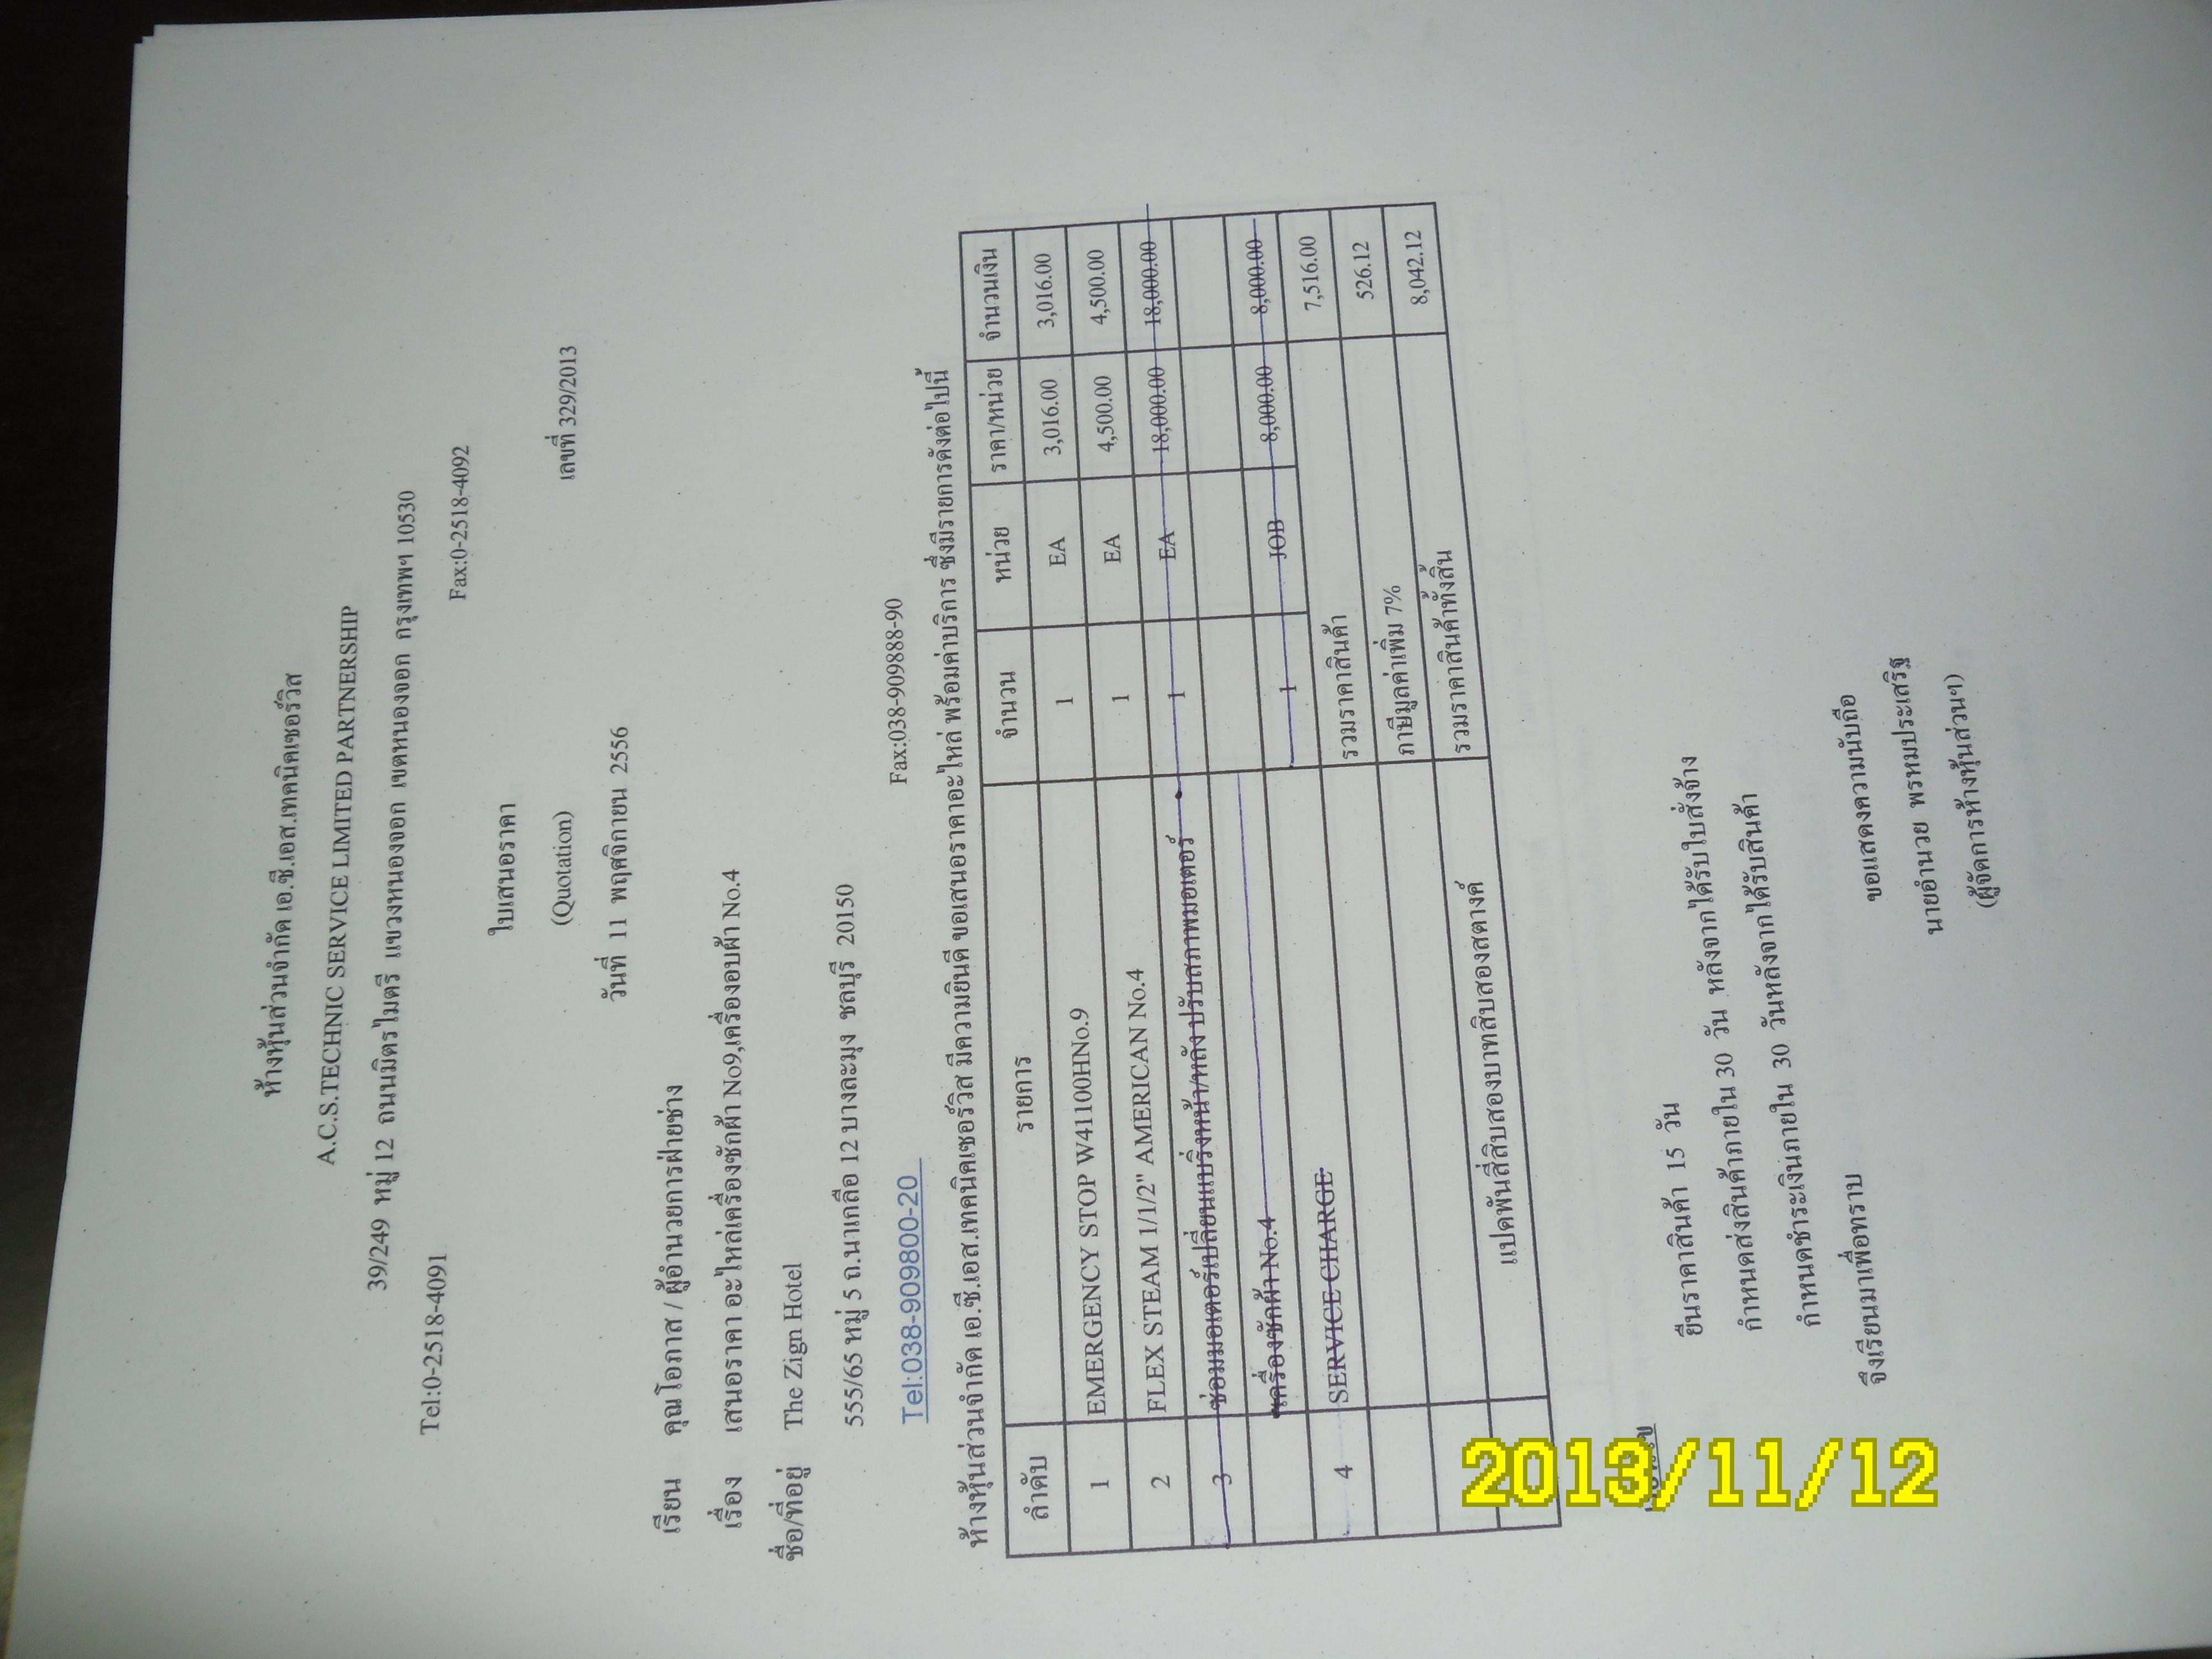 ห้างหุ้นส่วนจำกัด เอ.ซี.เอส.เทคนิคเซอร์วิส
A.C.S.TECHNIC SERVICE LIMITED PARTNERSHIP
39/249 หมู่ 12 ถนนมิตรไมตรี แขวงหนองจอก เขตหนองจอก กรุงเทพฯ 10530
Tel:0-2518-4091 Fax:0-2518-4092
ใบเสนอราคา
(Quotation) เลขที่ 329/2013
วันที่ 11 พฤศจิกายน 2556
เรียน คุณโอภาส / ผู้อำนวยการฝ่ายช่าง
เรื่อง เสนอราคา อะไหล่เครื่องซักผ้า No9,เครื่องอบผ้า No.4
ชื่อ/ที่อยู่ The Zign Hotel
555/65 หมู่ 5 ถ.นาเกลือ 12 บางละมุง ชลบุรี 20150
Tel:038-909800-20 Fax:038-909888-90
ห้างหุ้นส่วนจำกัด เอ.ซี.เอส.เทคนิคเซอร์วิส มีความยินดี ขอเสนอราคาอะไหล่ พร้อมค่าบริการ ซึ่งมีรายการดังต่อไปนี้
ลำดับ รายการ จำนวน หน่วย ราคา/หน่วย จำนวนเงิน
1 EMERGENCY STOP W41100HNo.9 1 EA 3,016.00 3,016.00
2 FLEX STEAM 1/1/2" AMERICAN No.4 1 EA 4,500.00 4,500.00
3 ซ่อมมอเตอร์เปลี่ยนแบริ่งหน้า/หลัง ปรับสภาพมอเตอร์ 1 EA 18,000.00 18,000.00
เครื่องซักผ้า No.4
4 SERVICE CHARGE 1 JOB 8,000.00 8,000.00
รวมราคาสินค้า 7,516.00
ภาษีมูลค่าเพิ่ม 7% 526.12
แปดพันสี่สิบสองบาทสิบสองสตางค์ รวมราคาสินค้าทั้งสิ้น 8,042.12
ยืนราคาสินค้า 15 วัน
กำหนดส่งสินค้าภายใน 30 วัน หลังจากได้รับใบสั่งจ้าง
กำหนดชำระเงินภายใน 30 วันหลังจากได้รับสินค้า
จึงเรียนมาเพื่อทราบ
ขอแสดงความนับถือ
นายอำนวย พรหมประเสริฐ
(ผู้จัดการห้างหุ้นส่วนฯ)
2013/11/12